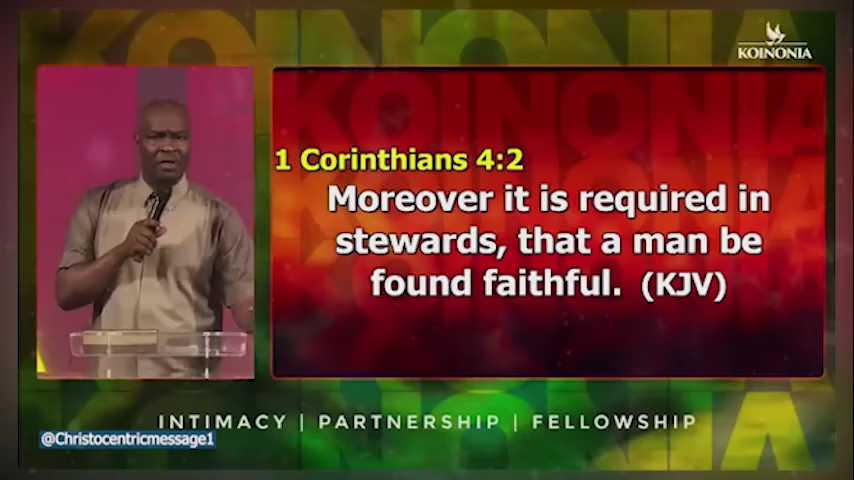 KOINONIA
1 Corinthians 4:2
Moreover it is required in
stewards, that a man be
found faithful. (KJV)
INTIMACY | PARTNERSHIP | FELLOWSHIP
@Christocentricmessage1